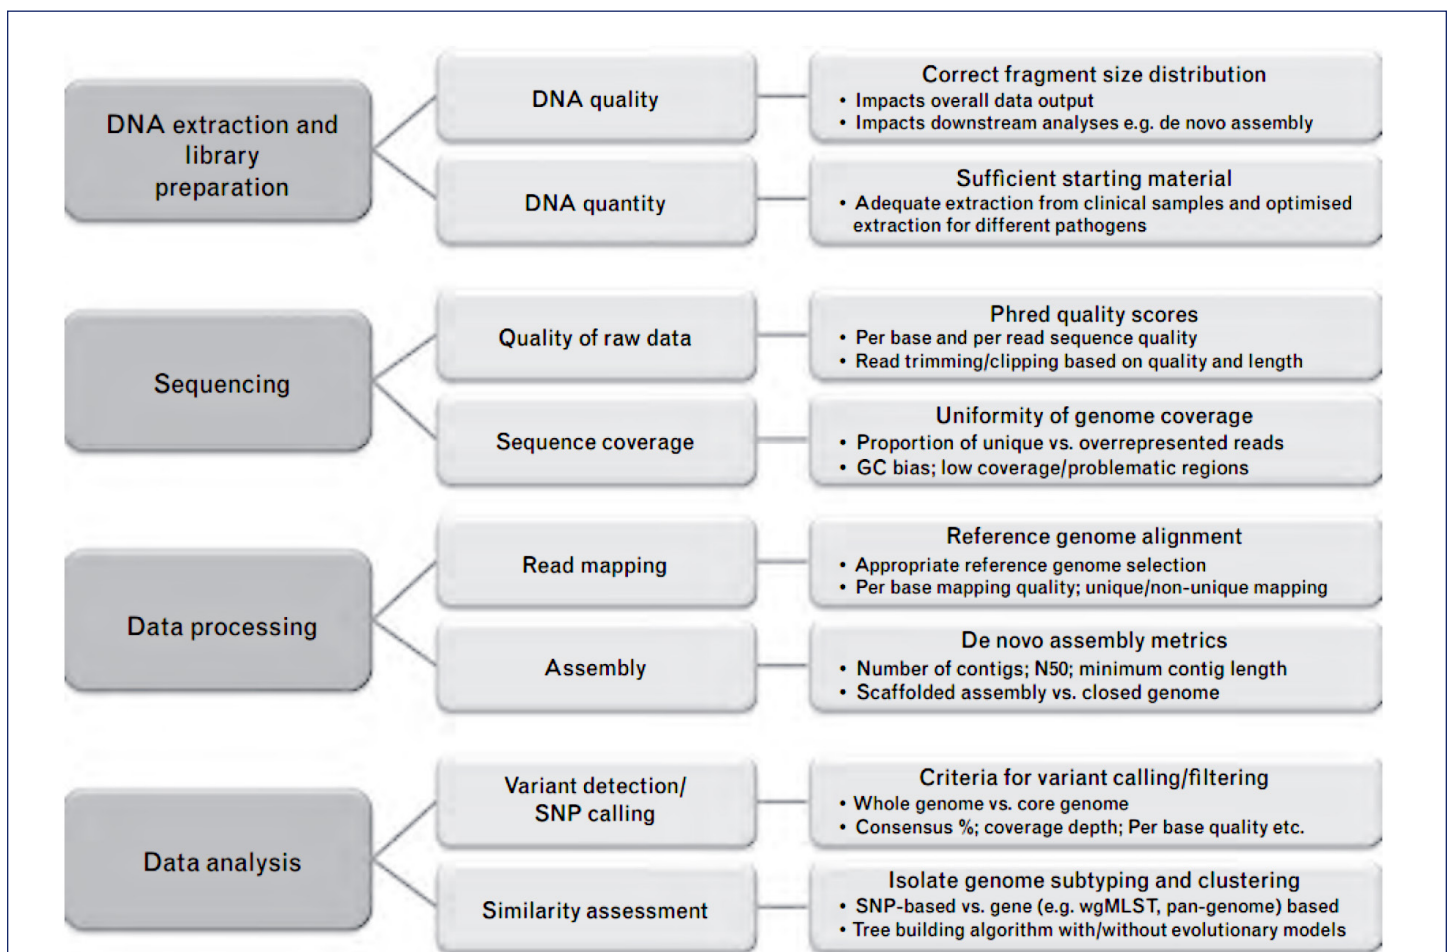 DNA extraction and
library
preparation
DNA quality
Correct fragment size distribution
• Impacts overall data output
• Impacts downstream analyses e.g. de novo assembly
DNA quantity
Sufficient starting material
• Adequate extraction from clinical samples and optimised
extraction for different pathogens
Sequencing
Quality of raw data
Phred quality scores
• Per base and per read sequence quality
• Read trimming/clipping based on quality and length
Sequence coverage
Uniformity of genome coverage
• Proportion of unique vs. overrepresented reads
• GC bias; low coverage/problematic regions
Data processing
Read mapping
Reference genome alignment
• Appropriate reference genome selection
• Per base mapping quality; unique/non-unique mapping
Assembly
De novo assembly metrics
• Number of contigs; N50; minimum contig length
• Scaffolded assembly vs. closed genome
Data analysis
Variant detection/
SNP calling
Criteria for variant calling/filtering
• Whole genome vs. core genome
• Consensus %; coverage depth; Per base quality etc.
Similarity assessment
Isolate genome subtyping and clustering
• SNP-based vs. gene (e.g. wgMLST, pan-genome) based
• Tree building algorithm with/without evolutionary models